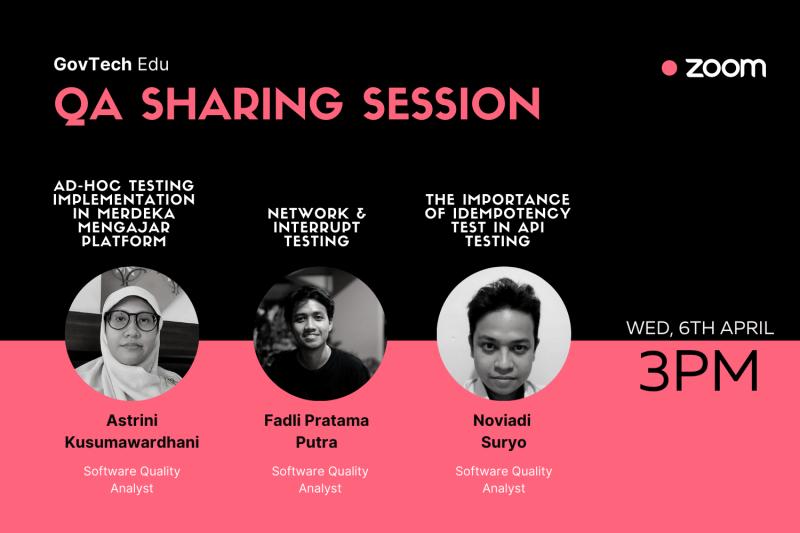 GovTech Edu
QA SHARING SESSION
zoom
AD-HOC TESTING
IMPLEMENTATION
IN MERDEKA
MENGAJAR
PLATFORM
NETWORK &
INTERRUPT
TESTING
THE IMPORTANCE
OF IDEMPOTENCY
TEST IN API
TESTING
Astrini
Kusumawardhani
Software Quality
Analyst
Fadli Pratama
Putra
Software Quality
Analyst
Noviadi
Suryo
Software Quality
Analyst
WED, 6TH APRIL
3PM